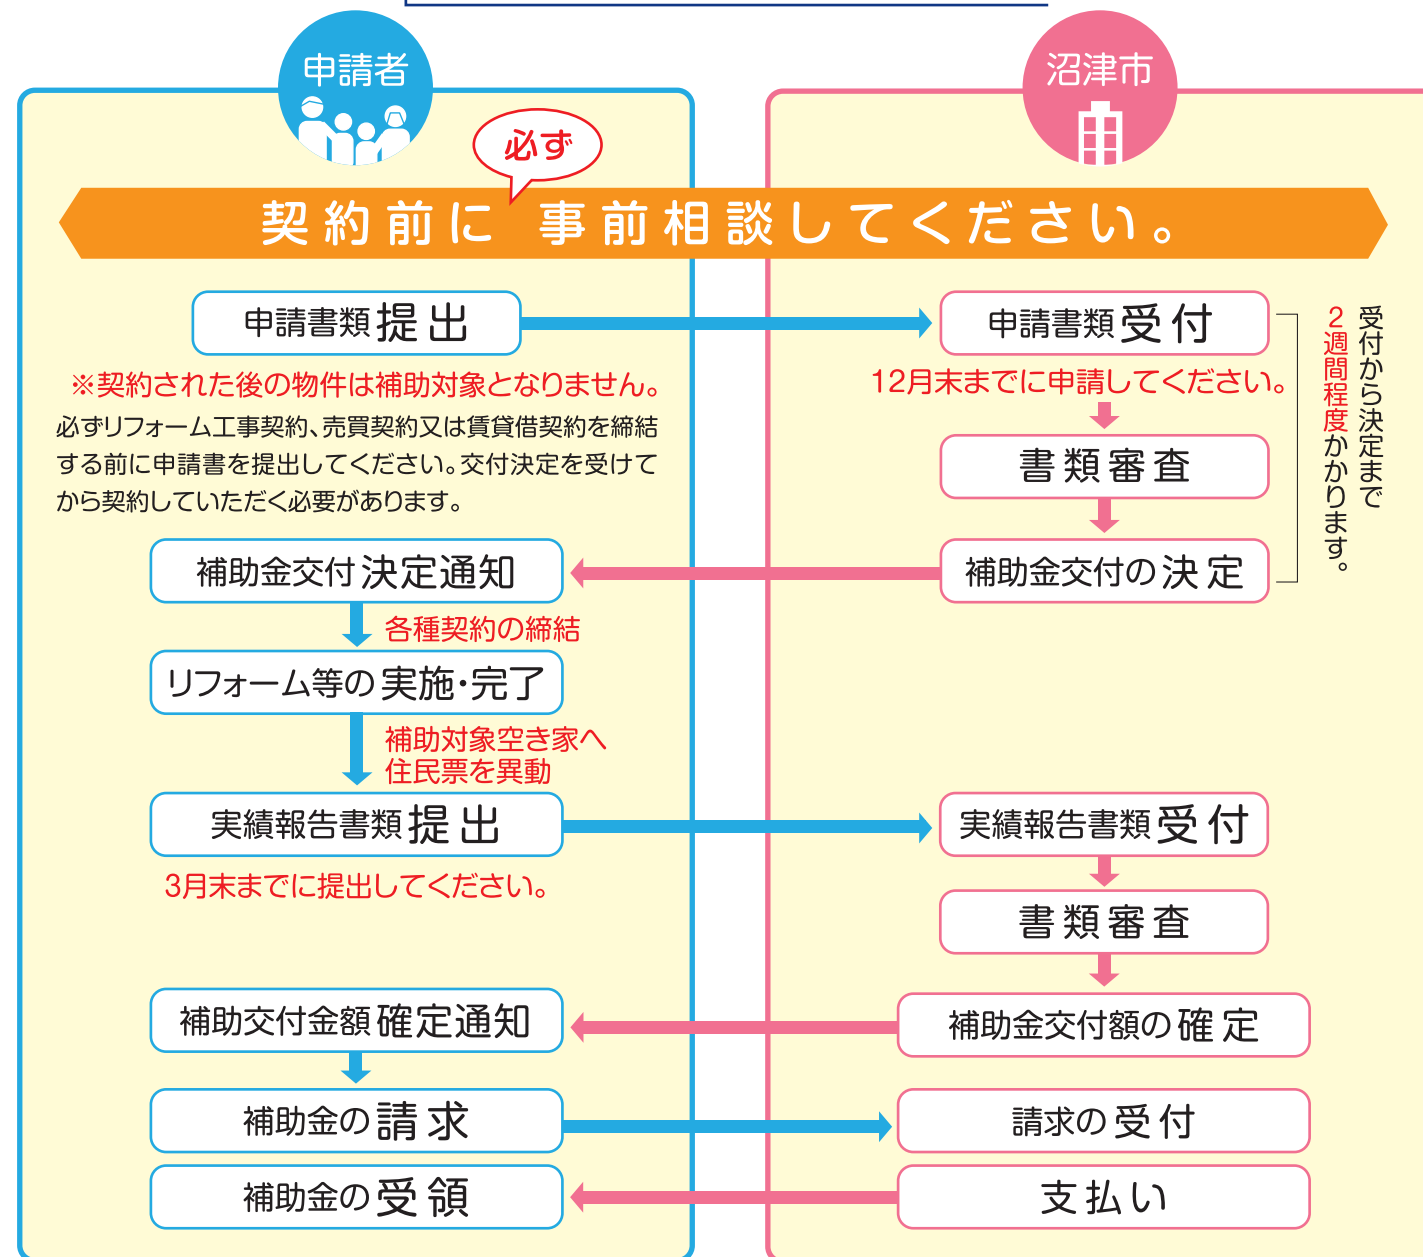 申請者
沼津市
必ず
契約前に 事前相談してください。
申請書類 提出
申請書類 受付
※契約された後の物件は補助対象となりません。
必ずリフォーム工事契約、売買契約又は賃貸借契約を締結
する前に申請書を提出してください。交付決定を受けて
から契約していただく必要があります。
12月末までに申請してください。
受付から決定まで
2週間程度かかります。
書類審査
補助金交付の決定
補助金交付 決定通知
各種契約の締結
リフォーム等の 実施・完了
補助対象空き家へ
住民票を異動
実績報告書類 提出
3月末までに提出してください。
実績報告書類 受付
書類審査
補助金交付額の確定
補助交付金額 確定通知
補助金の 請求
請求の 受付
支払い
補助金の 受領